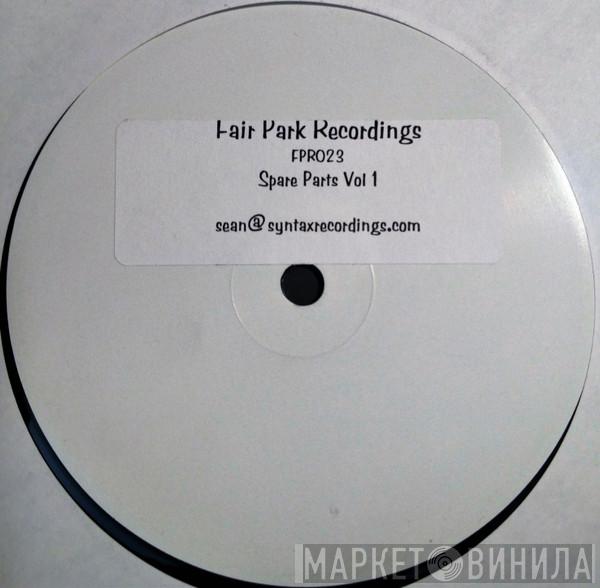 Fair Park Recordings
FPR023
Spare Parts Vol 1
sean@syntaxrecordings.com
МАРКЕТ ВИНИЛА